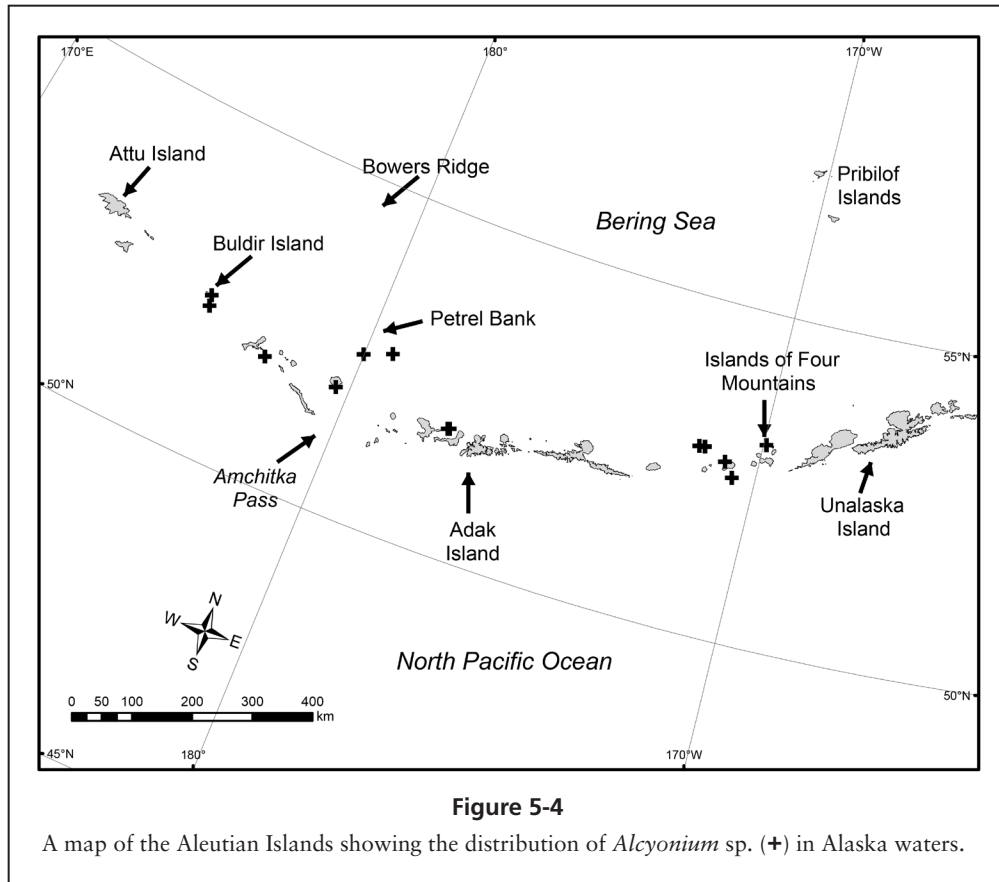 170°E
180°
170°W
Attu Island
Bowers Ridge
Pribilof
Islands
Bering Sea
Buldir Island
Petrel Bank
Islands of Four
Mountains
55°N
50°N
Amchitka
Pass
Adak
Island
Unalaska
Island
N
W
E
S
North Pacific Ocean
0 50 100 200 300 400
km
50°N
45°N
180°
170°W
Figure 5-4
A map of the Aleutian Islands showing the distribution of Alcyonium sp. (+) in Alaska waters.